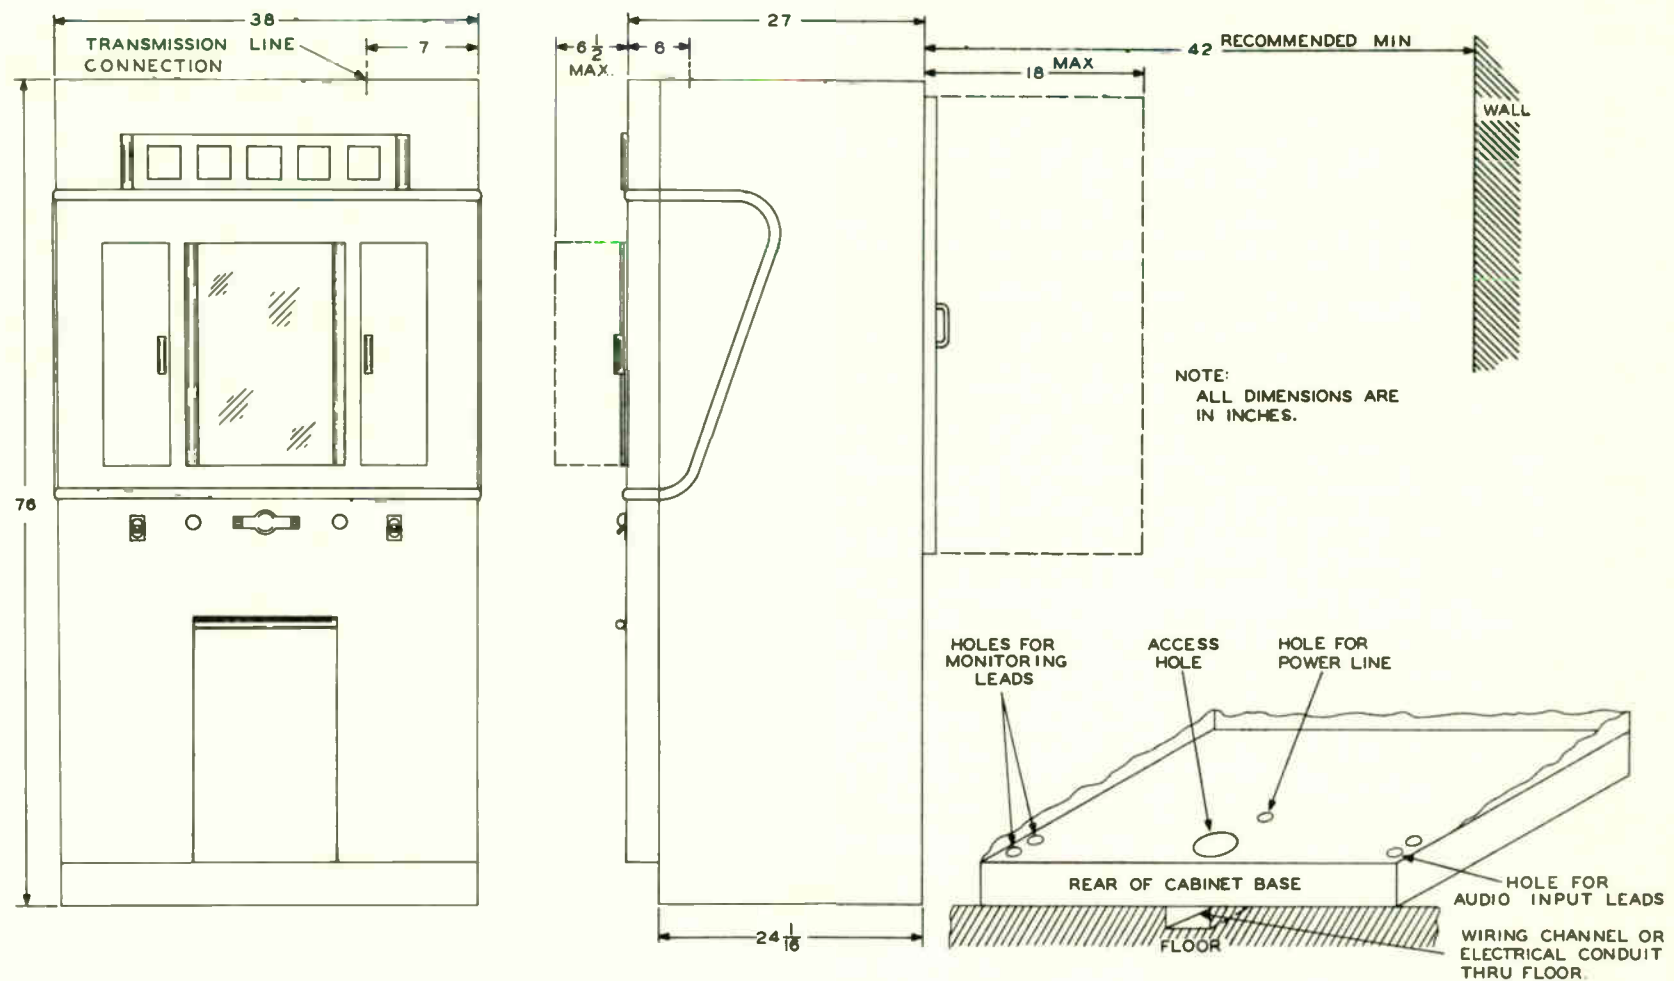 38
TRANSMISSION LINE
CONNECTION
7
76
27
6 1/2
MAX.
6
42 RECOMMENDED MIN
18 MAX
WALL
NOTE:
ALL DIMENSIONS ARE
IN INCHES.
24 1/16
HOLES FOR
MONITORING
LEADS
ACCESS
HOLE
HOLE FOR
POWER LINE
REAR OF CABINET BASE
HOLE FOR
AUDIO INPUT LEADS
FLOOR
WIRING CHANNEL OR
ELECTRICAL CONDUIT
THRU FLOOR.